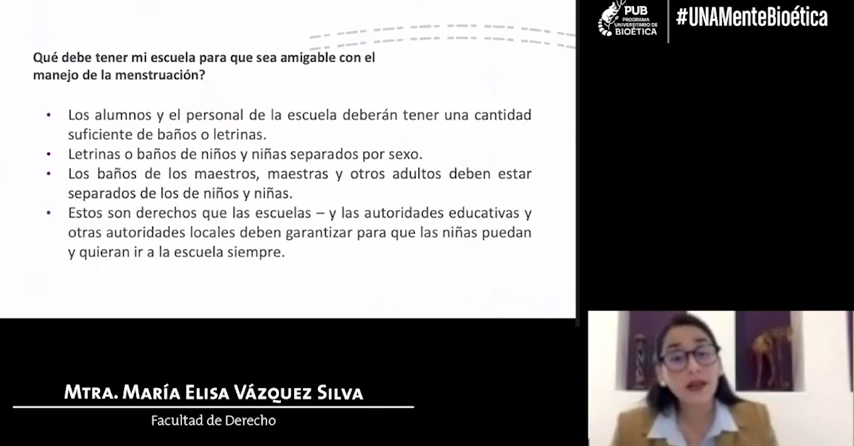 PUB
PROGRAMA
UNIVERSITARIO DE
BIOÉTICA
#UNAMenteBioética
Qué debe tener mi escuela para que sea amigable con el
manejo de la menstruación?
• Los alumnos y el personal de la escuela deberán tener una cantidad
suficiente de baños o letrinas.
• Letrinas o baños de niños y niñas separados por sexo.
• Los baños de los maestros, maestras y otros adultos deben estar
separados de los de niños y niñas.
• Estos son derechos que las escuelas – y las autoridades educativas y
otras autoridades locales deben garantizar para que las niñas puedan
y quieran ir a la escuela siempre.
Mtra. María Elisa Vázquez Silva
Facultad de Derecho